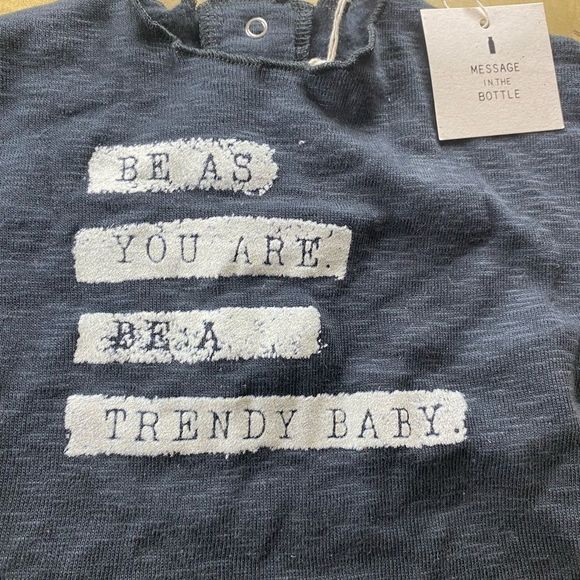 MESSAGE
IN THE
BOTTLE
BE AS
YOU ARE.
BE A
TRENDY BABY.